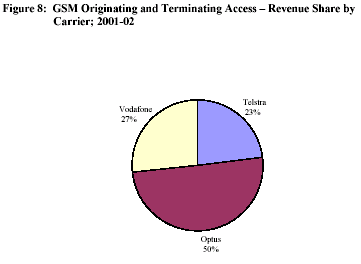 Figure 8:  GSM Originating and Terminating Access – Revenue Share by
Carrier; 2001-02
Telstra
23%
Vodafone
27%
Optus
50%